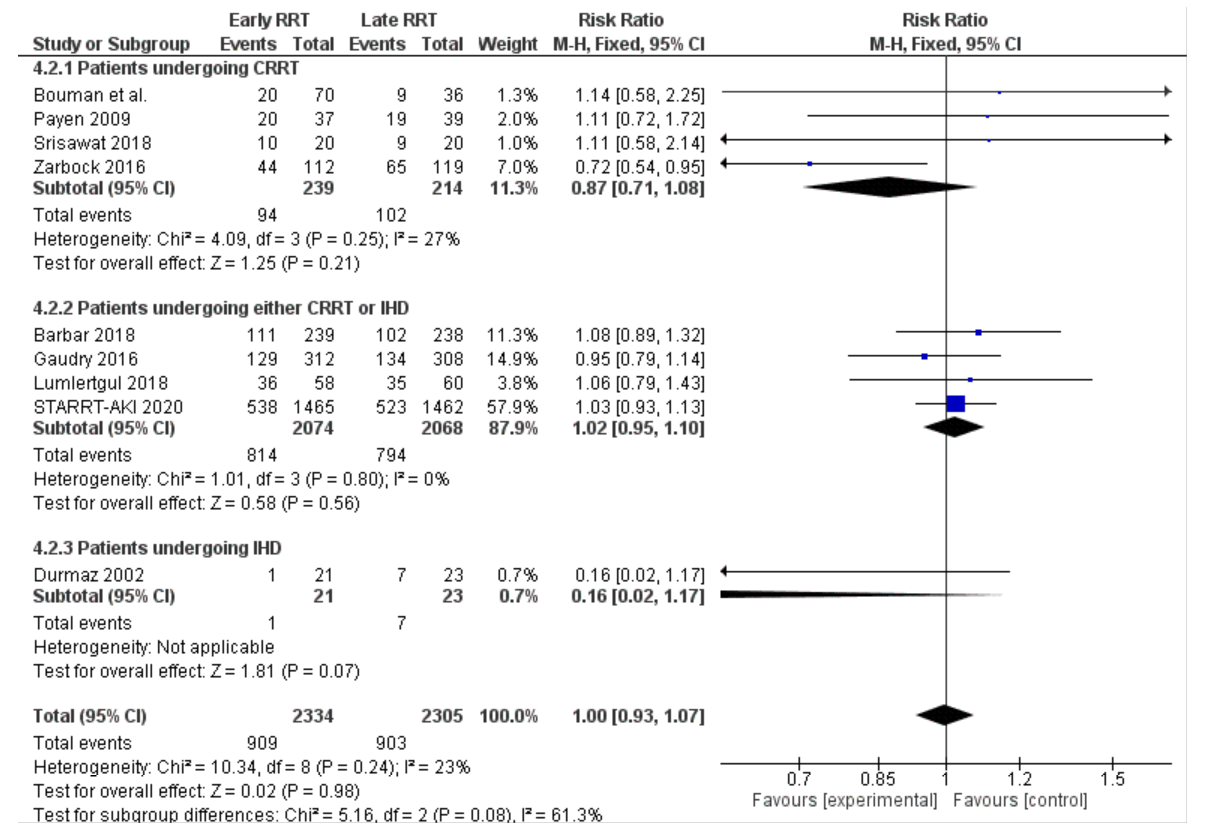 Early RRT Late RRT Risk Ratio Risk Ratio
Study or Subgroup Events Total Events Total Weight M-H, Fixed, 95% CI M-H, Fixed, 95% CI
4.2.1 Patients undergoing CRRT
Bouman et al. 20 70 9 36 1.3% 1.14 [0.58, 2.25]
Payen 2009 20 37 19 39 2.0% 1.11 [0.72, 1.72]
Srisawat 2018 10 20 9 20 1.0% 1.11 [0.58, 2.14]
Zarbock 2016 44 112 65 119 7.0% 0.72 [0.54, 0.95]
Subtotal (95% CI) 239 214 11.3% 0.87 [0.71, 1.08]
Total events 94 102
Heterogeneity: Chi² = 4.09, df = 3 (P = 0.25); I² = 27%
Test for overall effect: Z = 1.25 (P = 0.21)
4.2.2 Patients undergoing either CRRT or IHD
Barbar 2018 111 239 102 238 11.3% 1.08 [0.89, 1.32]
Gaudry 2016 129 312 134 308 14.9% 0.95 [0.79, 1.14]
Lumlertgul 2018 36 58 35 60 3.8% 1.06 [0.79, 1.43]
STARRT-AKI 2020 538 1465 523 1462 57.9% 1.03 [0.93, 1.13]
Subtotal (95% CI) 2074 2068 87.9% 1.02 [0.95, 1.10]
Total events 814 794
Heterogeneity: Chi² = 1.01, df = 3 (P = 0.80); I² = 0%
Test for overall effect: Z = 0.58 (P = 0.56)
4.2.3 Patients undergoing IHD
Durmaz 2002 1 21 7 23 0.7% 0.16 [0.02, 1.17]
Subtotal (95% CI) 21 23 0.7% 0.16 [0.02, 1.17]
Total events 1 7
Heterogeneity: Not applicable
Test for overall effect: Z = 1.81 (P = 0.07)
Total (95% CI) 2334 2305 100.0% 1.00 [0.93, 1.07]
Total events 909 903
Heterogeneity: Chi² = 10.34, df = 8 (P = 0.24); I² = 23%
Test for overall effect: Z = 0.02 (P = 0.98)
Test for subgroup differences: Chi² = 5.16, df = 2 (P = 0.08), I² = 61.3%
0.7 0.85 1 1.2 1.5
Favours [experimental] Favours [control]